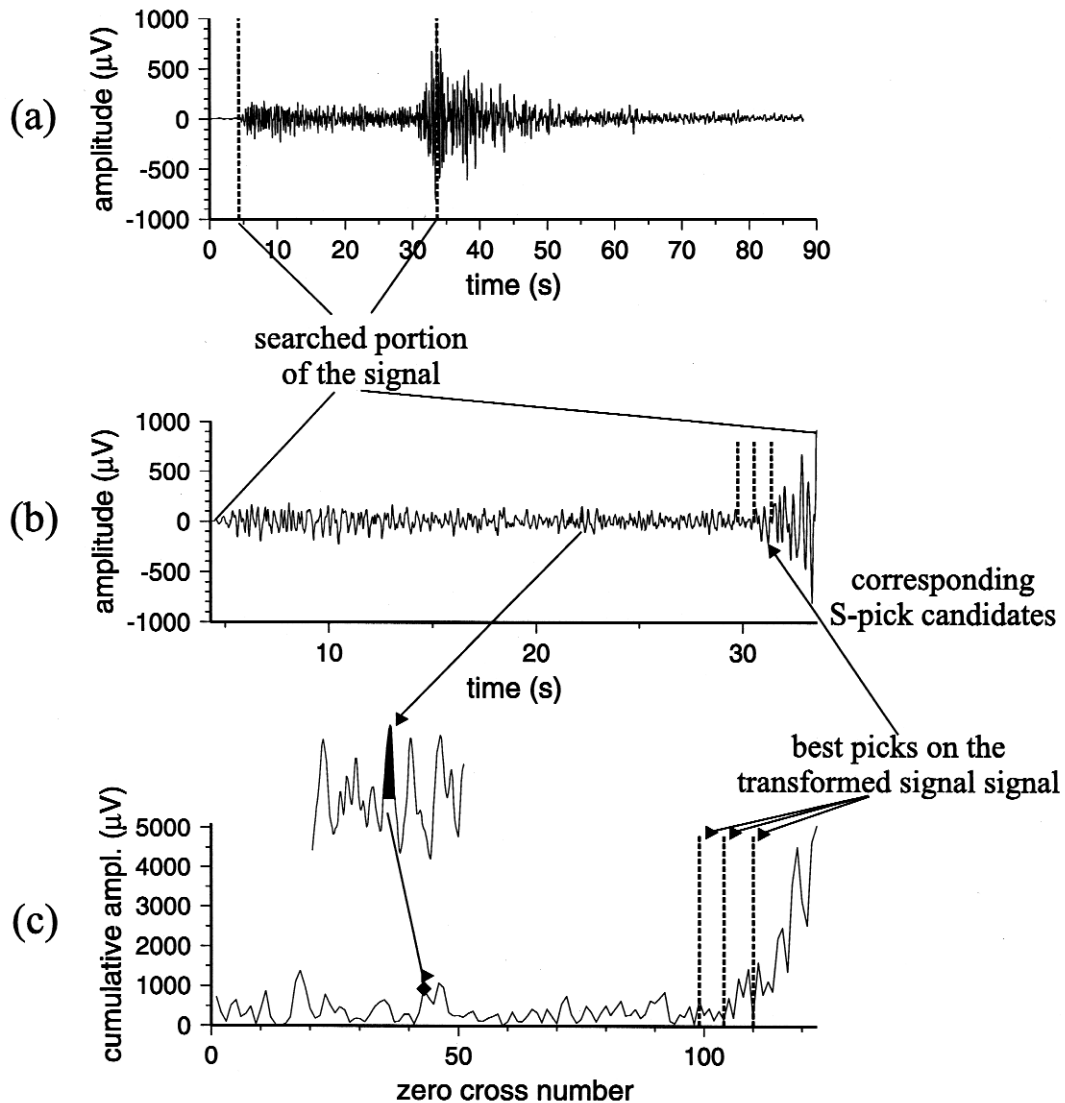 (a)
amplitude (μV)
1000
500
0
-500
-1000
0 10 20 30 40 50 60 70 80 90
time (s)
searched portion
of the signal
(b)
amplitude (μV)
1000
500
0
-500
-1000
10 20 30
time (s)
corresponding
S-pick candidates
best picks on the
transformed signal signal
(c)
cumulative ampl. (μV)
5000
4000
3000
2000
1000
0
0 50 100
zero cross number